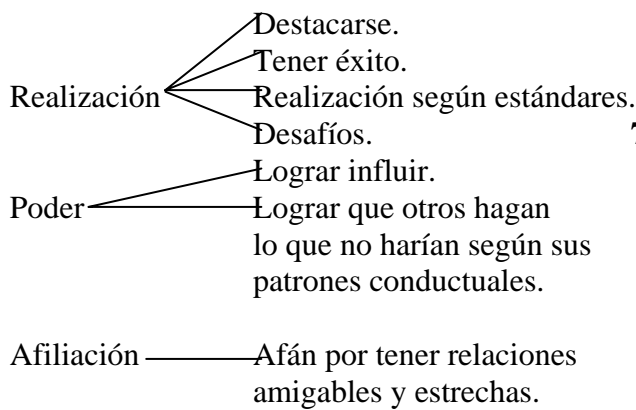 Destacarse.
Tener éxito.
Realización Realización según estándares.
Desafíos.
Lograr influir.
Poder Lograr que otros hagan
lo que no harían según sus
patrones conductuales.
Afiliación Afán por tener relaciones
amigables y estrechas.